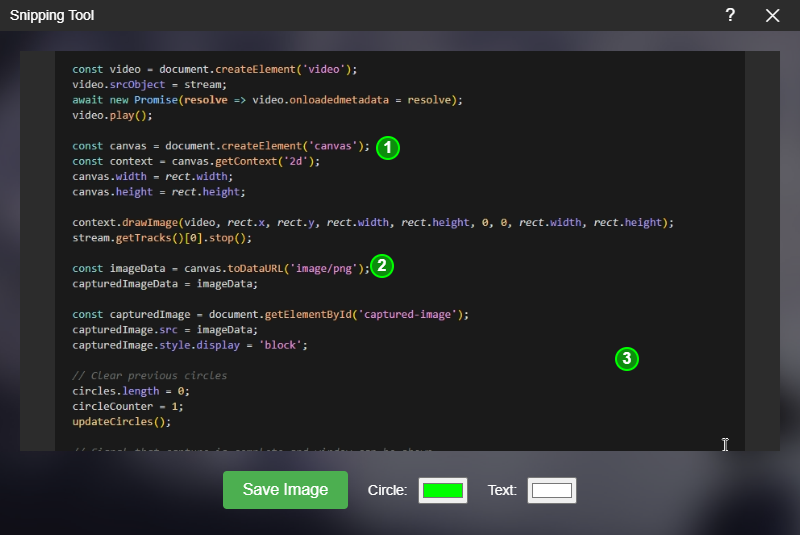 Snipping Tool ? ×
const video = document.createElement('video');
video.srcObject = stream;
await new Promise(resolve => video.onloadedmetadata = resolve);
video.play();
const canvas = document.createElement('canvas'); 1
const context = canvas.getContext('2d');
canvas.width = rect.width;
canvas.height = rect.height;
context.drawImage(video, rect.x, rect.y, rect.width, rect.height, 0, 0, rect.width, rect.height);
stream.getTracks()[0].stop();
const imageData = canvas.toDataURL('image/png'); 2
capturedImageData = imageData;
const capturedImage = document.getElementById('captured-image');
capturedImage.src = imageData;
capturedImage.style.display = 'block';
3
// Clear previous circles
circles.length = 0;
circleCounter = 1;
updateCircles();
Save Image Circle: Text: